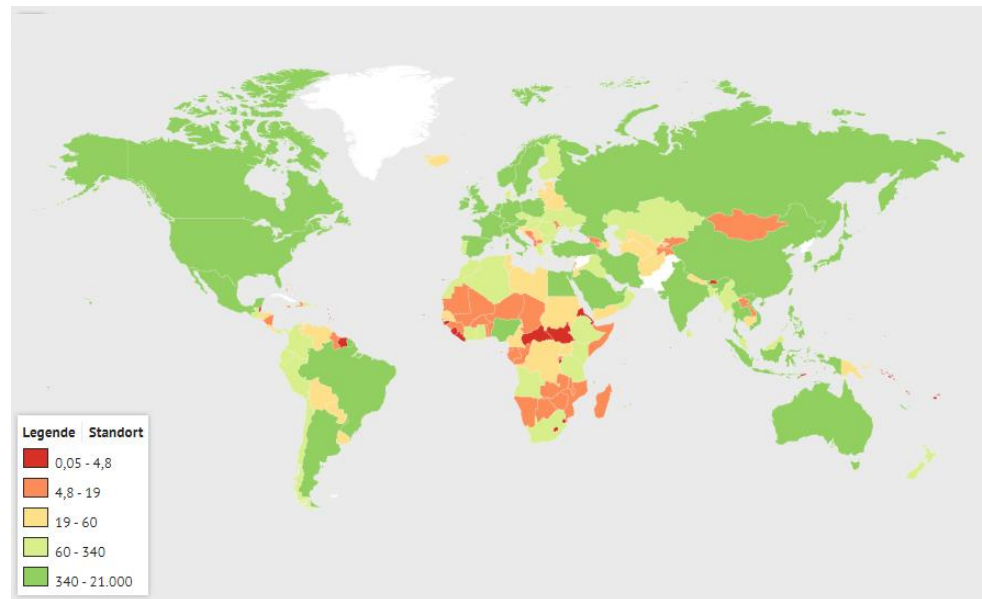 Legende Standort
0,05 - 4,8
4,8 - 19
19 - 60
60 - 340
340 - 21.000